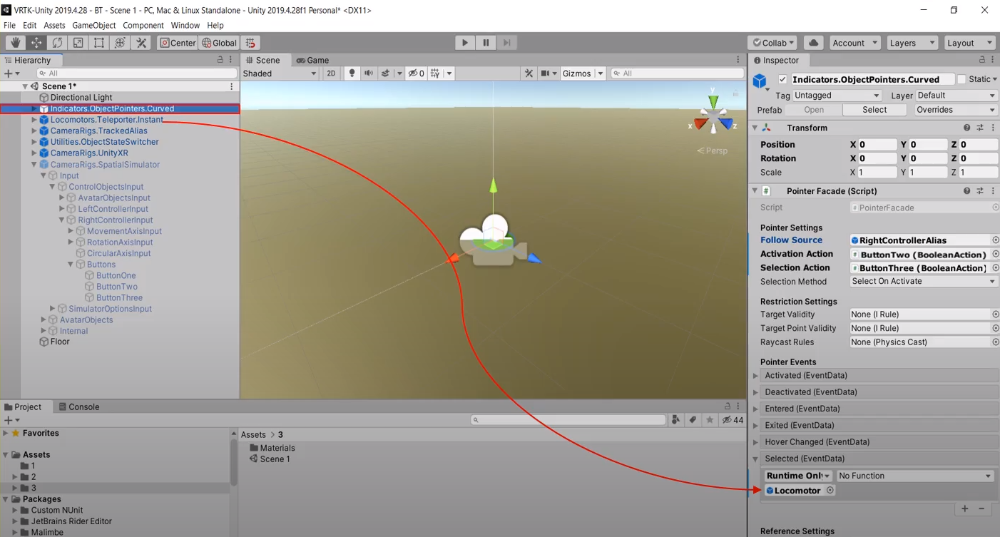 VRTK-Unity 2019.4.28 - BT - Scene 1 - PC, Mac & Linux Standalone - Unity 2019.4.28f1 Personal* <DX11>
File Edit Assets GameObject Component Window Help
Center Global Collab Account Layers Layout
Hierarchy
All
Scene 1*
Directional Light
Indicators.ObjectPointers.Curved
Locomotors.Teleporter.Instant
CameraRigs.TrackedAlias
Utilities.ObjectStateSwitcher
CameraRigs.UnityXR
CameraRigs.SpatialSimulator
Input
ControlObjectsInput
AvatarObjectsInput
LeftControllerInput
RightControllerInput
MovementAxisInput
RotationAxisInput
CircularAxisInput
Buttons
ButtonOne
ButtonTwo
ButtonThree
SimulatorOptionsInput
AvatarObjects
Internal
Floor
Scene Game
Shaded 2D 0 Gizmos All
y
x z
Persp
Inspector
Indicators.ObjectPointers.Curved Static
Tag Untagged Layer Default
Prefab Open Select Overrides
Transform
Position X 0 Y 0 Z 0
Rotation X 0 Y 0 Z 0
Scale X 1 Y 1 Z 1
# Pointer Facade (Script)
Script # PointerFacade
Pointer Settings
Follow Source RightControllerAlias
Activation Action # ButtonTwo (BooleanAction)
Selection Action # ButtonThree (BooleanAction)
Selection Method Select On Activate
Restriction Settings
Target Validity None (I Rule)
Target Point Validity None (I Rule)
Raycast Rules None (Physics Cast)
Pointer Events
Activated (EventData)
Deactivated (EventData)
Entered (EventData)
Exited (EventData)
Hover Changed (EventData)
Selected (EventData)
Runtime Onl No Function
Locomotor
+ −
Reference Settings
Project Console
44
Favorites
Assets
1
2
3
Packages
Custom NUnit
JetBrains Rider Editor
Malimbe
Assets > 3
Materials
Scene 1